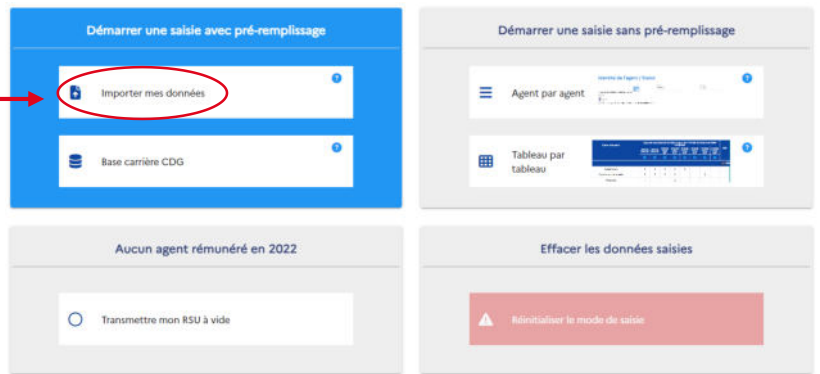 Démarrer une saisie avec pré-remplissage
Importer mes données
?
Base carrière CDG
?
Démarrer une saisie sans pré-remplissage
Agent par agent
?
Tableau par
tableau
?
Aucun agent rémunéré en 2022
Transmettre mon RSU à vide
Effacer les données saisies
Réinitialiser le mode de saisie